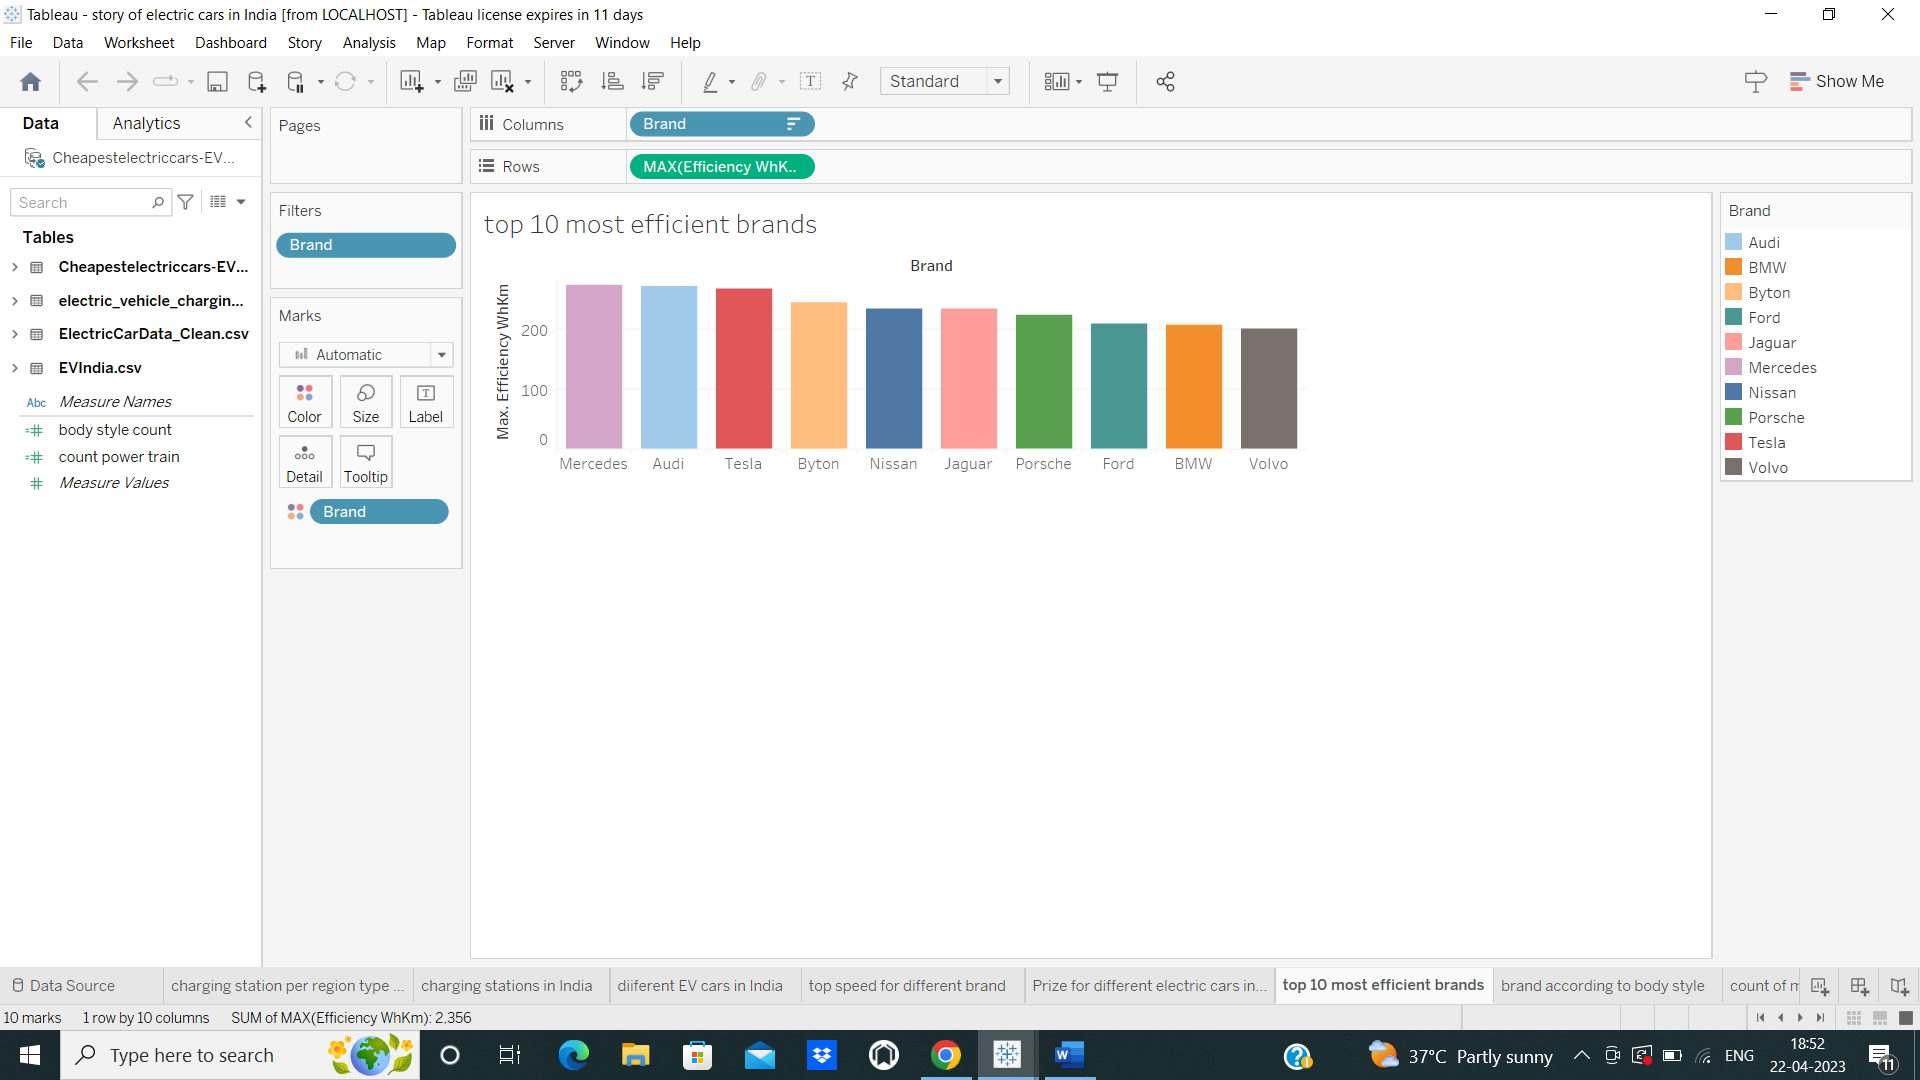 Tableau - story of electric cars in India [from LOCALHOST] - Tableau license expires in 11 days
File Data Worksheet Dashboard Story Analysis Map Format Server Window Help
Standard
Show Me
Data Analytics
Cheapestelectriccars-EV...
Search
Tables
Cheapestelectriccars-EV...
electric_vehicle_chargin...
ElectricCarData_Clean.csv
EVIndia.csv
Abc Measure Names
body style count
count power train
Measure Values
Pages
Filters
Brand
Marks
Automatic
Color Size Label
Detail Tooltip
Brand
Columns Brand
Rows MAX(Efficiency WhK..
top 10 most efficient brands
Brand
Max. Efficiency WhKm
200
100
0
Mercedes Audi Tesla Byton Nissan Jaguar Porsche Ford BMW Volvo
Brand
Audi
BMW
Byton
Ford
Jaguar
Mercedes
Nissan
Porsche
Tesla
Volvo
Data Source charging station per region type ... charging stations in India diiferent EV cars in India top speed for different brand Prize for different electric cars in... top 10 most efficient brands brand according to body style count of m
10 marks 1 row by 10 columns SUM of MAX(Efficiency WhKm): 2,356
Type here to search
37°C Partly sunny
ENG
18:52
22-04-2023
11